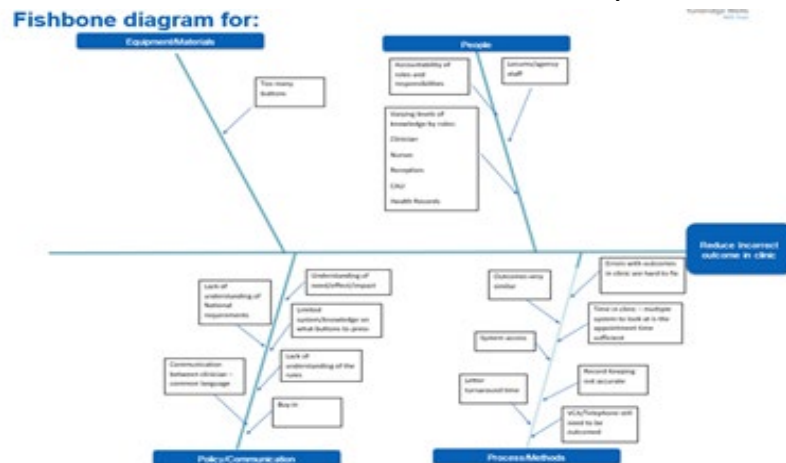 Fishbone diagram for:
Tunbridge Wells
Equipment/Materials
People
Too many
buttons
Accountability of
roles and
responsibilities
Locums/agency
staff
Varying levels of
knowledge by roles:
Clinician
Nurses
Reception
CAU
Health Records
Reduce incorrect
outcome in clinic
Lack of
understanding of
National
requirements
Understanding of
need/effect/impact
Limited
system/knowledge on
what buttons to press
Communication
between clinician –
common language
Lack of
understanding of the
rules
Buy in
Outcomes very
similar
Errors with outcomes
in clinic are hard to fix
Time in clinic – multiple
system to look at is the
appointment time
sufficient
System access
Letter
turnaround time
Record keeping
not accurate
VCA/Telephone still
need to be
outcomed
Policy/Communication
Process/Methods